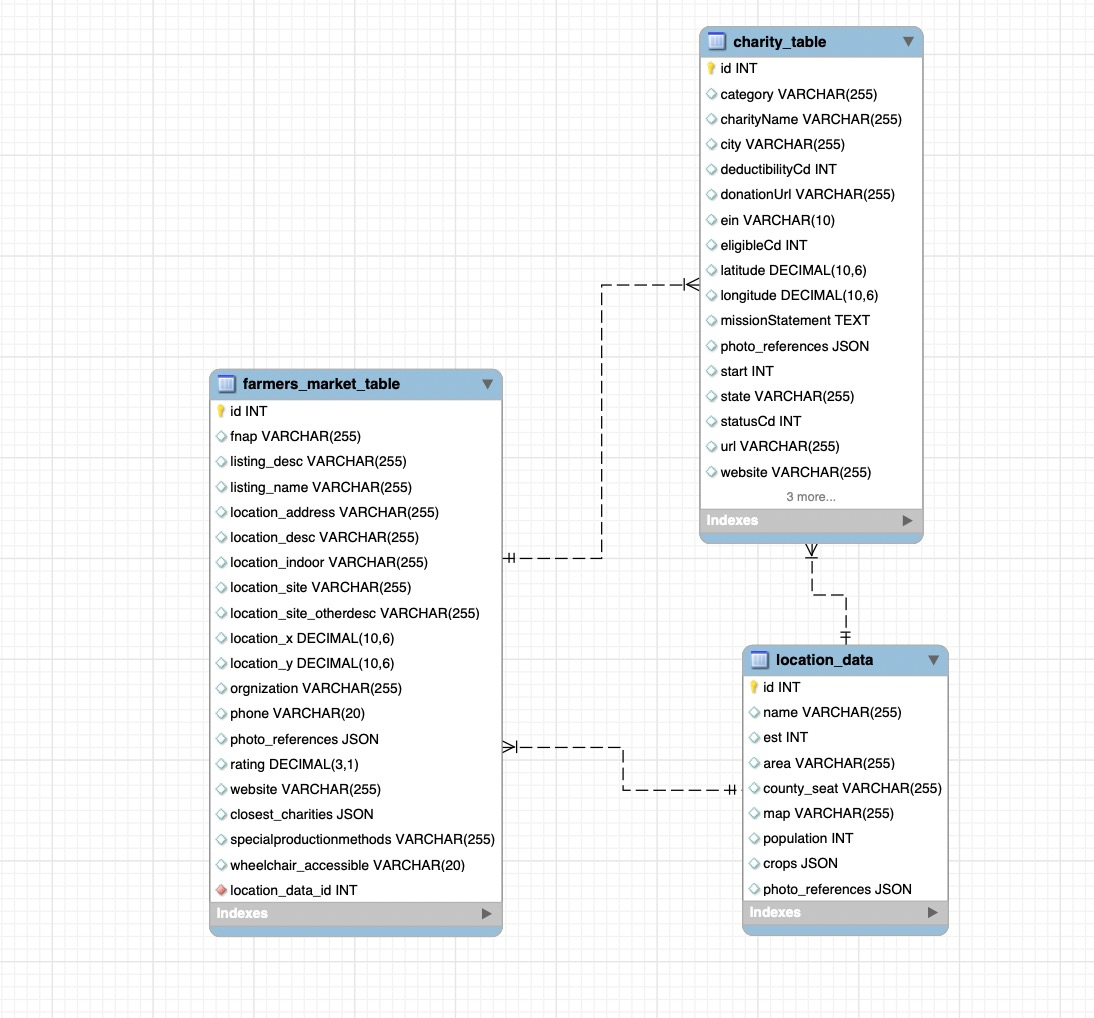 charity_table
id INT
category VARCHAR(255)
charityName VARCHAR(255)
city VARCHAR(255)
deductibilityCd INT
donationUrl VARCHAR(255)
ein VARCHAR(10)
eligibleCd INT
latitude DECIMAL(10,6)
longitude DECIMAL(10,6)
missionStatement TEXT
photo_references JSON
start INT
state VARCHAR(255)
statusCd INT
url VARCHAR(255)
website VARCHAR(255)
3 more...
Indexes
farmers_market_table
id INT
fnap VARCHAR(255)
listing_desc VARCHAR(255)
listing_name VARCHAR(255)
location_address VARCHAR(255)
location_desc VARCHAR(255)
location_indoor VARCHAR(255)
location_site VARCHAR(255)
location_site_otherdesc VARCHAR(255)
location_x DECIMAL(10,6)
location_y DECIMAL(10,6)
orgnization VARCHAR(255)
phone VARCHAR(20)
photo_references JSON
rating DECIMAL(3,1)
website VARCHAR(255)
closest_charities JSON
specialproductionmethods VARCHAR(255)
wheelchair_accessible VARCHAR(20)
location_data_id INT
Indexes
location_data
id INT
name VARCHAR(255)
est INT
area VARCHAR(255)
county_seat VARCHAR(255)
map VARCHAR(255)
population INT
crops JSON
photo_references JSON
Indexes